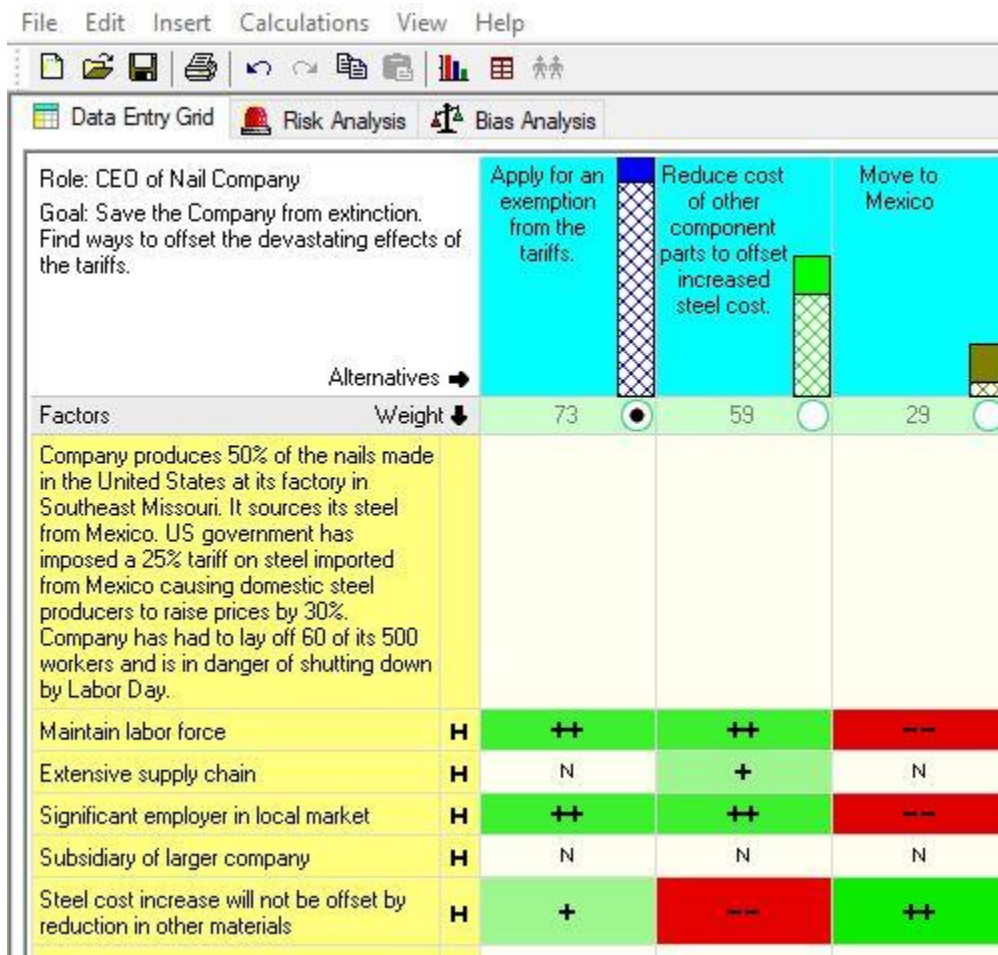 File Edit Insert Calculations View Help
Data Entry Grid Risk Analysis Bias Analysis
Role: CEO of Nail Company
Goal: Save the Company from extinction.
Find ways to offset the devastating effects of
the tariffs.
Alternatives
Apply for an
exemption
from the
tariffs.
Reduce cost
of other
component
parts to offset
increased
steel cost.
Move to
Mexico
Factors Weight 73 59 29
Company produces 50% of the nails made
in the United States at its factory in
Southeast Missouri. It sources its steel
from Mexico. US government has
imposed a 25% tariff on steel imported
from Mexico causing domestic steel
producers to raise prices by 30%.
Company has had to lay off 60 of its 500
workers and is in danger of shutting down
by Labor Day.
Maintain labor force H ++ ++ --
Extensive supply chain H N + N
Significant employer in local market H ++ ++ --
Subsidiary of larger company H N N N
Steel cost increase will not be offset by
reduction in other materials H + -- ++